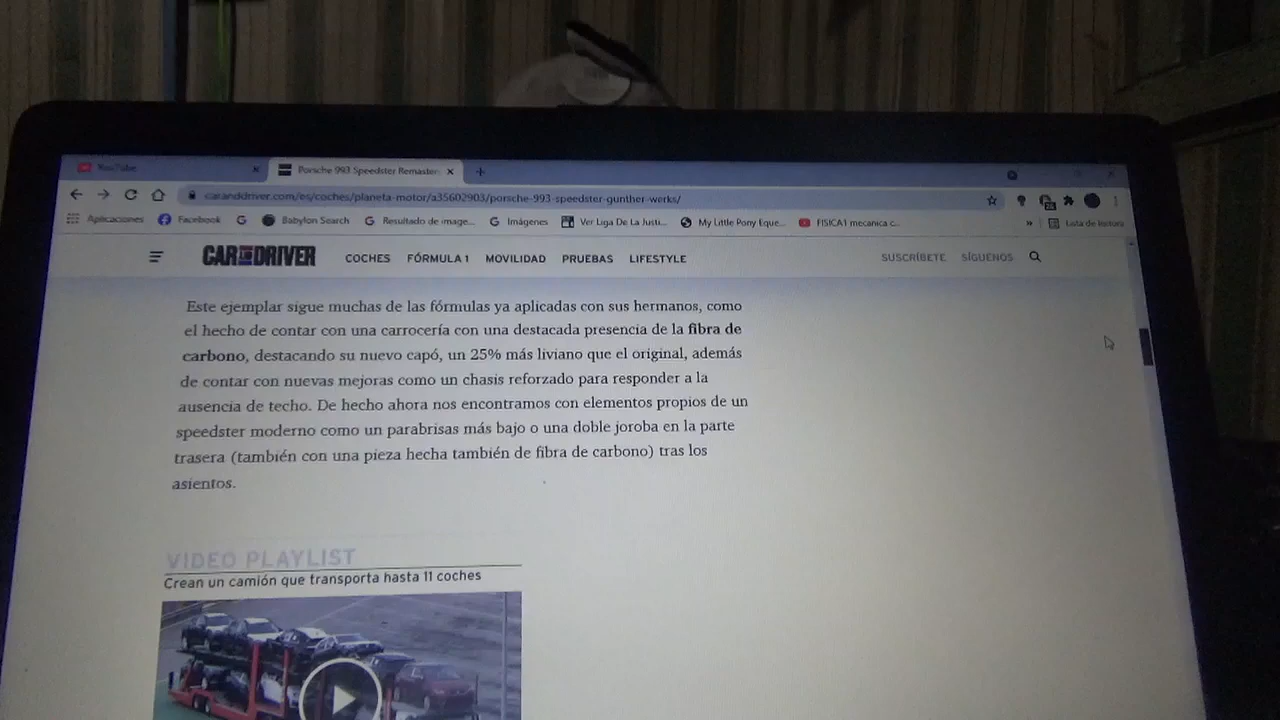 YouTube
Porsche 993 Speedster Remaster
caranddriver.com/es/coches/planeta-motor/a35602903/porsche-993-speedster-gunther-werks/
Aplicaciones Facebook Babylon Search Resultado de image... Imágenes Ver Liga De La Justi... My Little Pony Eque... FISICA1 mecanica c... » Lista de lectura
CAR AND DRIVER COCHES FÓRMULA 1 MOVILIDAD PRUEBAS LIFESTYLE SUSCRÍBETE SÍGUENOS
Este ejemplar sigue muchas de las fórmulas ya aplicadas con sus hermanos, como
el hecho de contar con una carrocería con una destacada presencia de la fibra de
carbono, destacando su nuevo capó, un 25% más liviano que el original, además
de contar con nuevas mejoras como un chasis reforzado para responder a la
ausencia de techo. De hecho ahora nos encontramos con elementos propios de un
speedster moderno como un parabrisas más bajo o una doble joroba en la parte
trasera (también con una pieza hecha también de fibra de carbono) tras los
asientos.
VIDEO PLAYLIST
Crean un camión que transporta hasta 11 coches